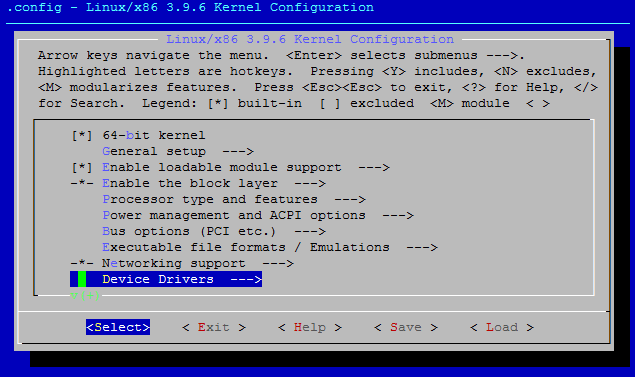 .config - Linux/x86 3.9.6 Kernel Configuration
Linux/x86 3.9.6 Kernel Configuration
Arrow keys navigate the menu.  <Enter> selects submenus --->.
Highlighted letters are hotkeys.  Pressing <Y> includes, <N> excludes,
<M> modularizes features.  Press <Esc><Esc> to exit, <?> for Help, </>
for Search.  Legend: [*] built-in  [ ] excluded  <M> module  < >
[*] 64-bit kernel
General setup  --->
[*] Enable loadable module support  --->
-*- Enable the block layer  --->
Processor type and features  --->
Power management and ACPI options  --->
Bus options (PCI etc.)  --->
Executable file formats / Emulations  --->
-*- Networking support  --->
Device Drivers  --->
<Select>    < Exit >    < Help >    < Save >    < Load >